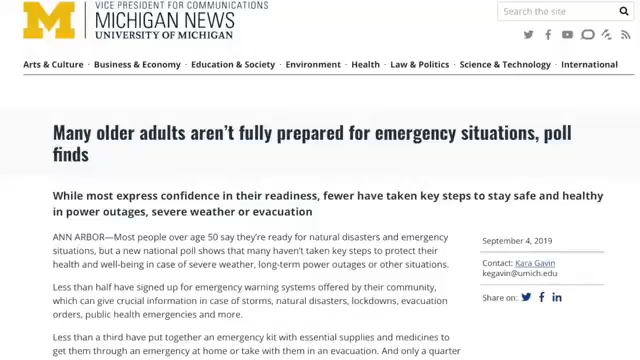 M
VICE PRESIDENT FOR COMMUNICATIONS
MICHIGAN NEWS
UNIVERSITY OF MICHIGAN
Search the site
Arts & Culture · Business & Economy · Education & Society · Environment · Health · Law & Politics · Science & Technology · International
Many older adults aren't fully prepared for emergency situations, poll
finds
While most express confidence in their readiness, fewer have taken key steps to stay safe and healthy
in power outages, severe weather or evacuation
ANN ARBOR—Most people over age 50 say they're ready for natural disasters and emergency
situations, but a new national poll shows that many haven't taken key steps to protect their
health and well-being in case of severe weather, long-term power outages or other situations.
Less than half have signed up for emergency warning systems offered by their community,
which can give crucial information in case of storms, natural disasters, lockdowns, evacuation
orders, public health emergencies and more.
Less than a third have put together an emergency kit with essential supplies and medicines to
get them through an emergency at home or take with them in an evacuation. And only a quarter
September 4, 2019
Contact: Kara Gavin
kegavin@umich.edu
Share on: